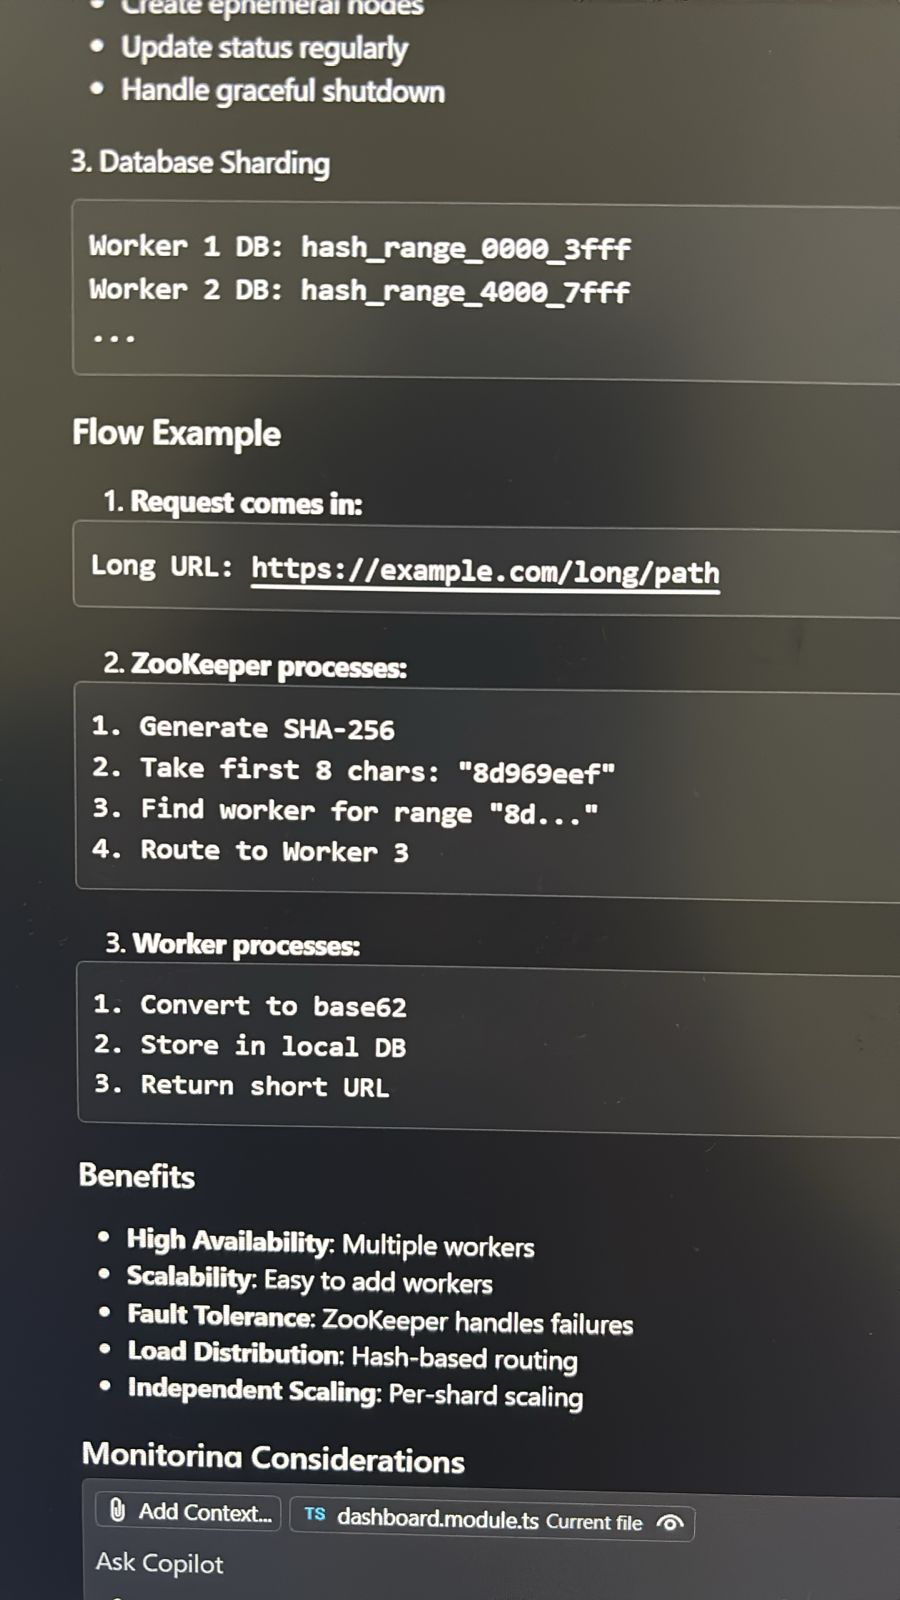 • Create ephemeral nodes
• Update status regularly
• Handle graceful shutdown
3. Database Sharding
Worker 1 DB: hash_range_0000_3fff
Worker 2 DB: hash_range_4000_7fff
...
Flow Example
1. Request comes in:
Long URL: https://example.com/long/path
2. ZooKeeper processes:
1. Generate SHA-256
2. Take first 8 chars: "8d969eef"
3. Find worker for range "8d..."
4. Route to Worker 3
3. Worker processes:
1. Convert to base62
2. Store in local DB
3. Return short URL
Benefits
• High Availability: Multiple workers
• Scalability: Easy to add workers
• Fault Tolerance: ZooKeeper handles failures
• Load Distribution: Hash-based routing
• Independent Scaling: Per-shard scaling
Monitoring Considerations
Add Context... TS dashboard.module.ts Current file
Ask Copilot